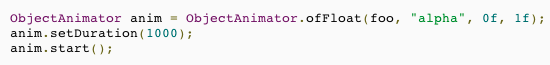 ObjectAnimator anim = ObjectAnimator.ofFloat(foo, "alpha", 0f, 1f);
anim.setDuration(1000);
anim.start();